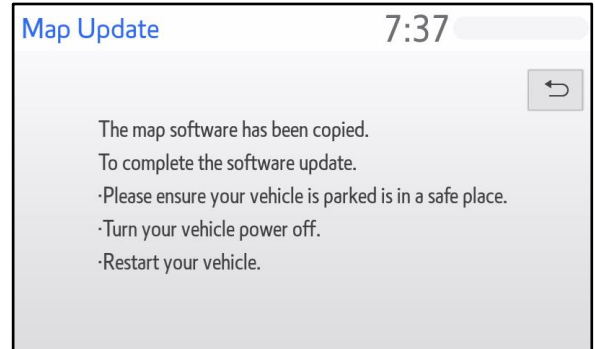 Map Update
7:37
The map software has been copied.
To complete the software update.
·Please ensure your vehicle is parked is in a safe place.
·Turn your vehicle power off.
·Restart your vehicle.